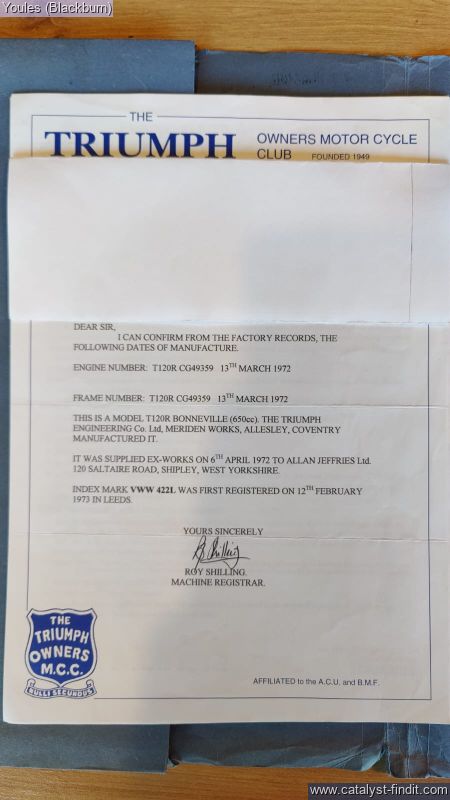 Youles (Blackburn)
THE
TRIUMPH
OWNERS MOTOR CYCLE
CLUB FOUNDED 1949
DEAR SIR,
I CAN CONFIRM FROM THE FACTORY RECORDS, THE
FOLLOWING DATES OF MANUFACTURE.
ENGINE NUMBER: T120R CG49359 13TH MARCH 1972
FRAME NUMBER: T120R CG49359 13TH MARCH 1972
THIS IS A MODEL T120R BONNEVILLE (650cc). THE TRIUMPH
ENGINEERING Co. Ltd, MERIDEN WORKS, ALLESLEY, COVENTRY
MANUFACTURED IT.
IT WAS SUPPLIED EX-WORKS ON 6TH APRIL 1972 TO ALLAN JEFFRIES Ltd.
120 SALTAIRE ROAD, SHIPLEY, WEST YORKSHIRE.
INDEX MARK VWW 422L WAS FIRST REGISTERED ON 12TH FEBRUARY
1973 IN LEEDS.
YOURS SINCERELY
R Shilling
ROY SHILLING.
MACHINE REGISTRAR.
THE
TRIUMPH
OWNERS
M.C.C.
NULLI SECUNDUS
AFFILIATED to the A.C.U. and B.M.F.
www.catalyst-findit.com